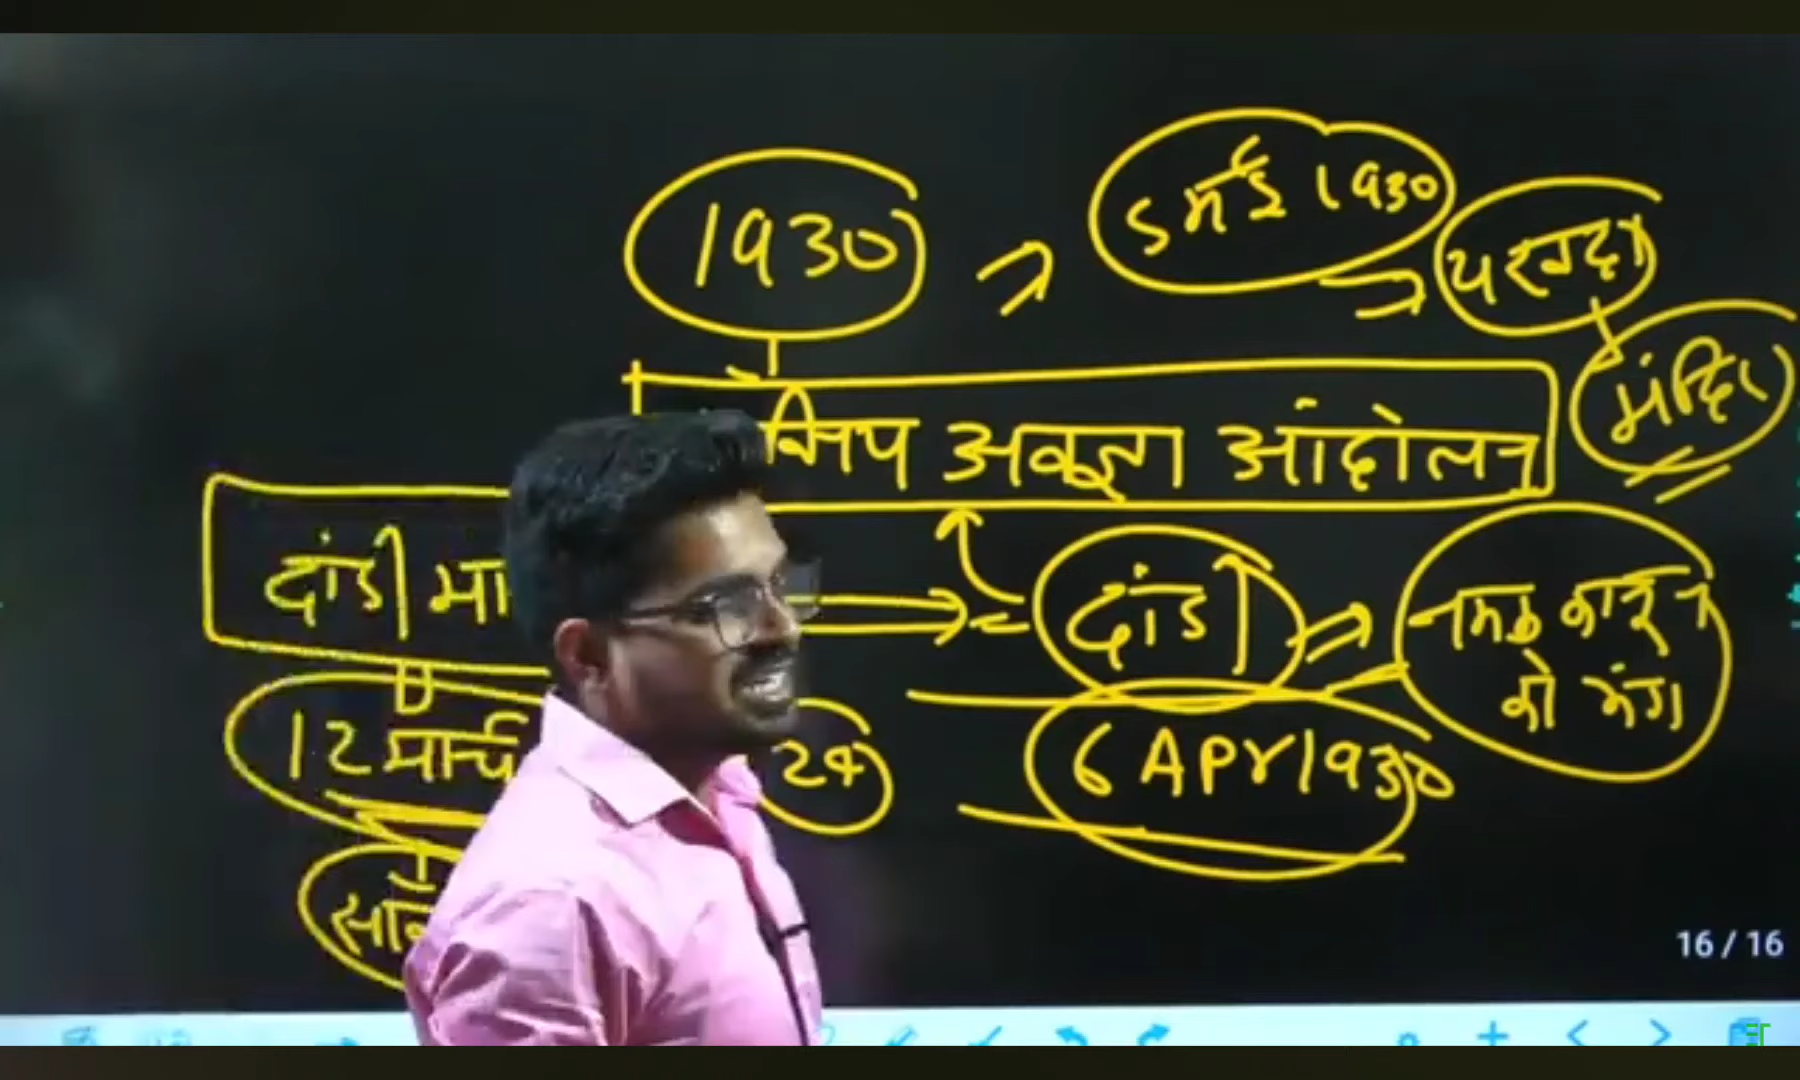 1930
5 मई 1930
यरवदा
मंदिर
अवज्ञा आंदोलन
दांडी
दांडी
नमक कानून
को भंग
12 मार्च
24
6 APR 1930
16 / 16